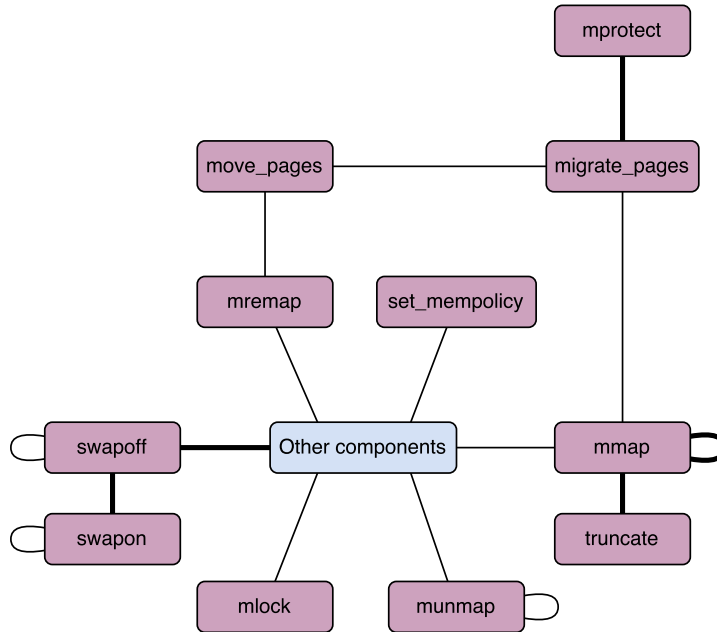 mprotect
move_pages
migrate_pages
mremap
set_mempolicy
swapoff
Other components
mmap
swapon
truncate
mlock
munmap